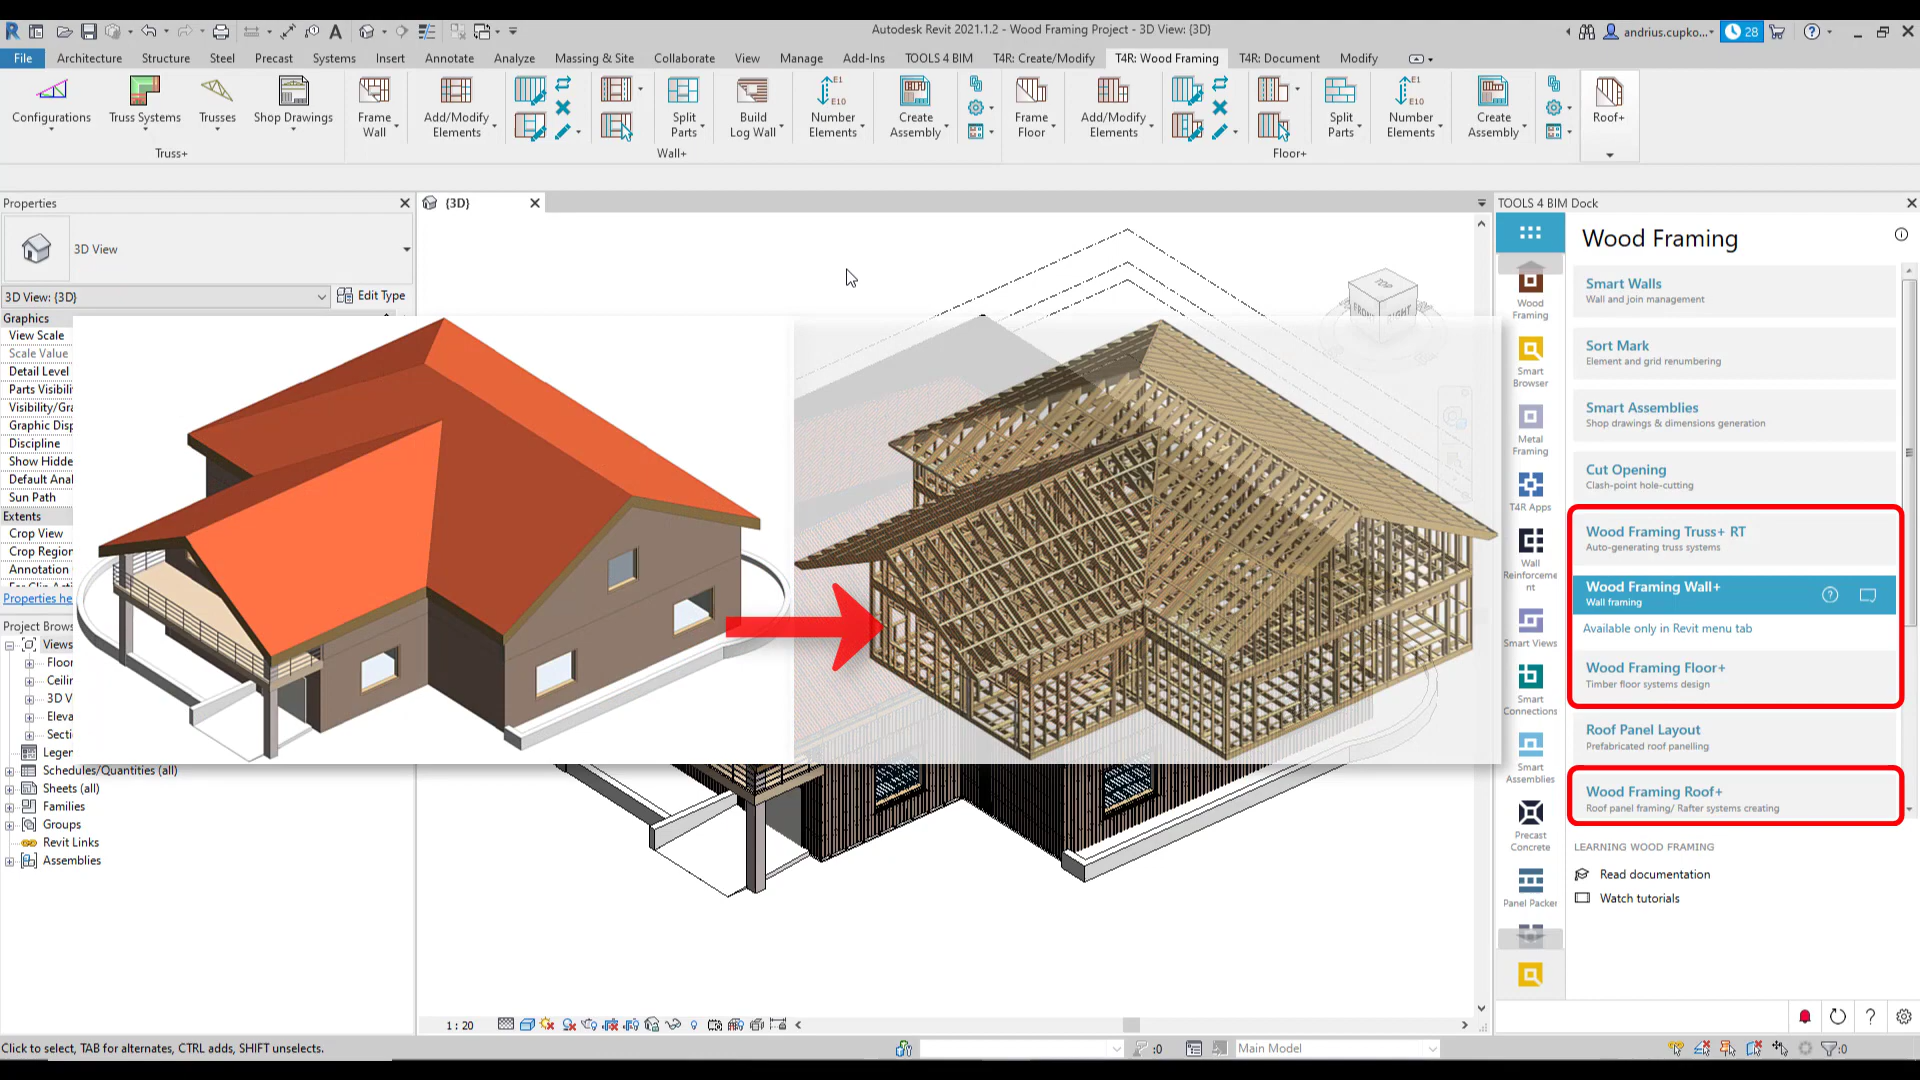 Autodesk Revit 2021.1.2 - Wood Framing Project - 3D View: {3D}
andrius.cupko...
28
File
Architecture
Structure
Steel
Precast
Systems
Insert
Annotate
Analyze
Massing & Site
Collaborate
View
Manage
Add-Ins
TOOLS 4 BIM
T4R: Create/Modify
T4R: Wood Framing
T4R: Document
Modify
Configurations
Truss Systems
Trusses
Shop Drawings
Frame
Wall
Add/Modify
Elements
Split
Parts
Build
Log Wall
E1
E10
Number
Elements
Create
Assembly
Frame
Floor
Add/Modify
Elements
Split
Parts
E1
E10
Number
Elements
Create
Assembly
Roof+
Truss+
Wall+
Floor+
Properties
3D View
3D View: {3D}
Edit Type
Graphics
View Scale
Scale Value
Detail Level
Parts Visibili
Visibility/Gra
Graphic Disp
Discipline
Show Hidde
Default Anal
Sun Path
Extents
Crop View
Crop Region
Annotation
Properties he
Project Brows
Views
Floor
Ceilin
3D V
Eleva
Secti
Legen
Schedules/Quantities (all)
Sheets (all)
Families
Groups
Revit Links
Assemblies
{3D}
TOP
FRONT
RIGHT
1 : 20
TOOLS 4 BIM Dock
Wood
Framing
Smart
Browser
Metal
Framing
T4R Apps
Wall
Reinforceme
nt
Smart Views
Smart
Connections
Smart
Assemblies
Precast
Concrete
Panel Packer
Wood Framing
Smart Walls
Wall and join management
Sort Mark
Element and grid renumbering
Smart Assemblies
Shop drawings & dimensions generation
Cut Opening
Clash-point hole-cutting
Wood Framing Truss+ RT
Auto-generating truss systems
Wood Framing Wall+
Wall framing
Available only in Revit menu tab
Wood Framing Floor+
Timber floor systems design
Roof Panel Layout
Prefabricated roof panelling
Wood Framing Roof+
Roof panel framing/ Rafter systems creating
LEARNING WOOD FRAMING
Read documentation
Watch tutorials
Click to select, TAB for alternates, CTRL adds, SHIFT unselects.
:0
Main Model
:0